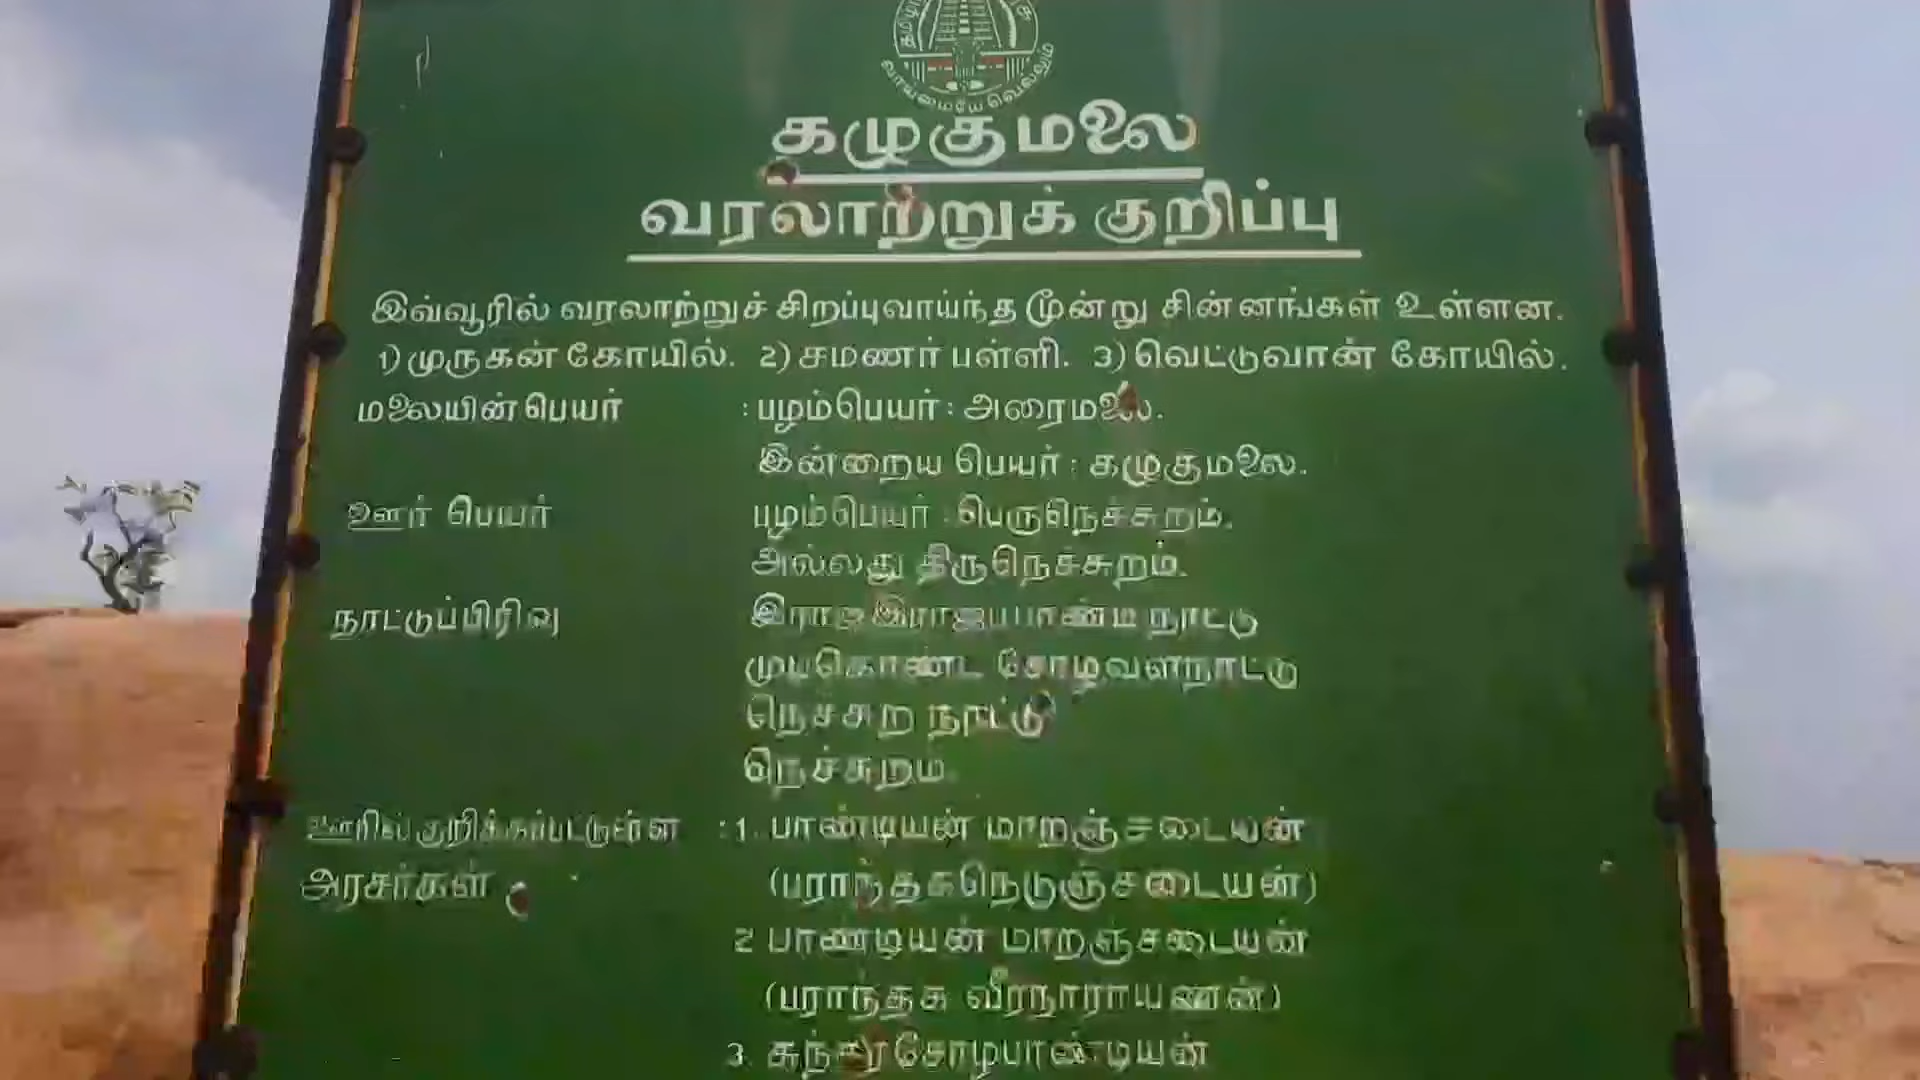 வாய்மையே வெல்லும்
கழுகுமலை
வரலாற்றுக் குறிப்பு
இவ்வூரில் வரலாற்றுச் சிறப்புவாய்ந்த மூன்று சின்னங்கள் உள்ளன.
1) முருகன் கோயில். 2) சமணர் பள்ளி. 3) வெட்டுவான் கோயில்.
மலையின் பெயர் : பழம்பெயர் : அரைமலை.
இன்றைய பெயர் : கழுகுமலை.
ஊர் பெயர் பழம்பெயர் : பெருநெச்சுறம்.
அல்லது திருநெச்சுறம்.
நாட்டுப்பிரிவு இராஜஇராஜப்பாண்டி நாட்டு
முடிகொண்ட சோழவளநாட்டு
நெச்சுற நாட்டு
நெச்சுறம்.
ஊரில் குறிக்கப்பட்டுள்ள : 1. பாண்டியன் மாறஞ்சடையன்
அரசர்கள் (பராந்தகநெடுஞ்சடையன்)
2 பாண்டியன் மாறஞ்சடையன்
(பராந்தக வீரநாராயணன்)
3. சுந்தரசோழபாண்டியன்